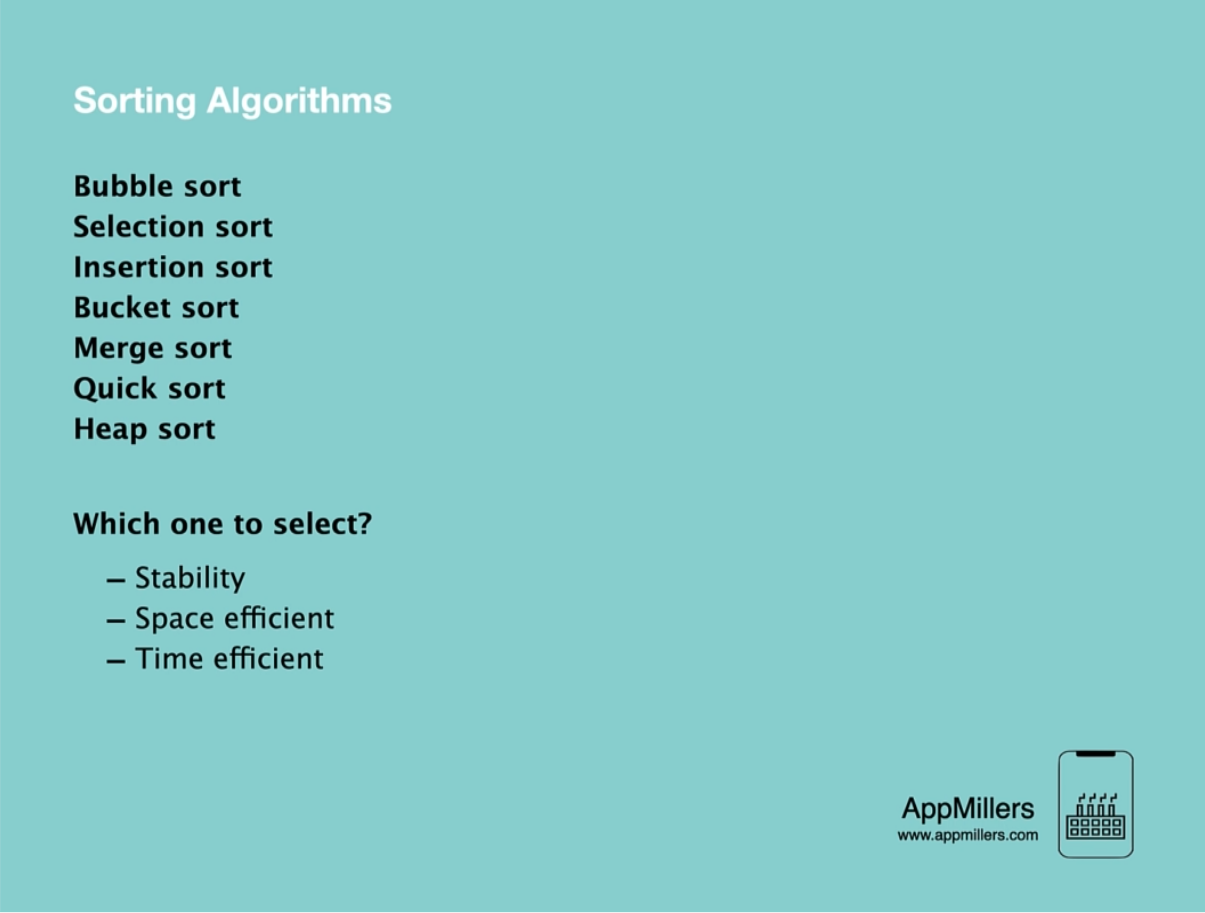 Sorting Algorithms
Bubble sort
Selection sort
Insertion sort
Bucket sort
Merge sort
Quick sort
Heap sort
Which one to select?
– Stability
– Space efficient
– Time efficient
AppMillers
www.appmillers.com